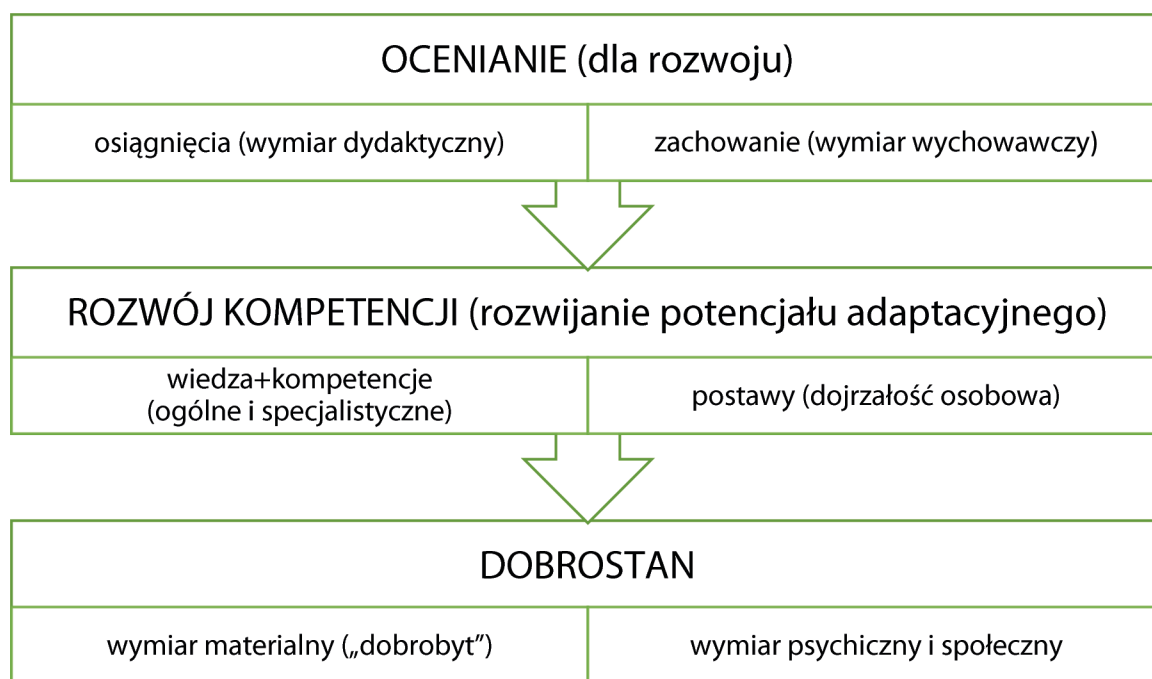 OCENIANIE (dla rozwoju)
osiągnięcia (wymiar dydaktyczny)
zachowanie (wymiar wychowawczy)
ROZWÓJ KOMPETENCJI (rozwijanie potencjału adaptacyjnego)
wiedza+kompetencje
(ogólne i specjalistyczne)
postawy (dojrzałość osobowa)
DOBROSTAN
wymiar materialny („dobrobyt”)
wymiar psychiczny i społeczny